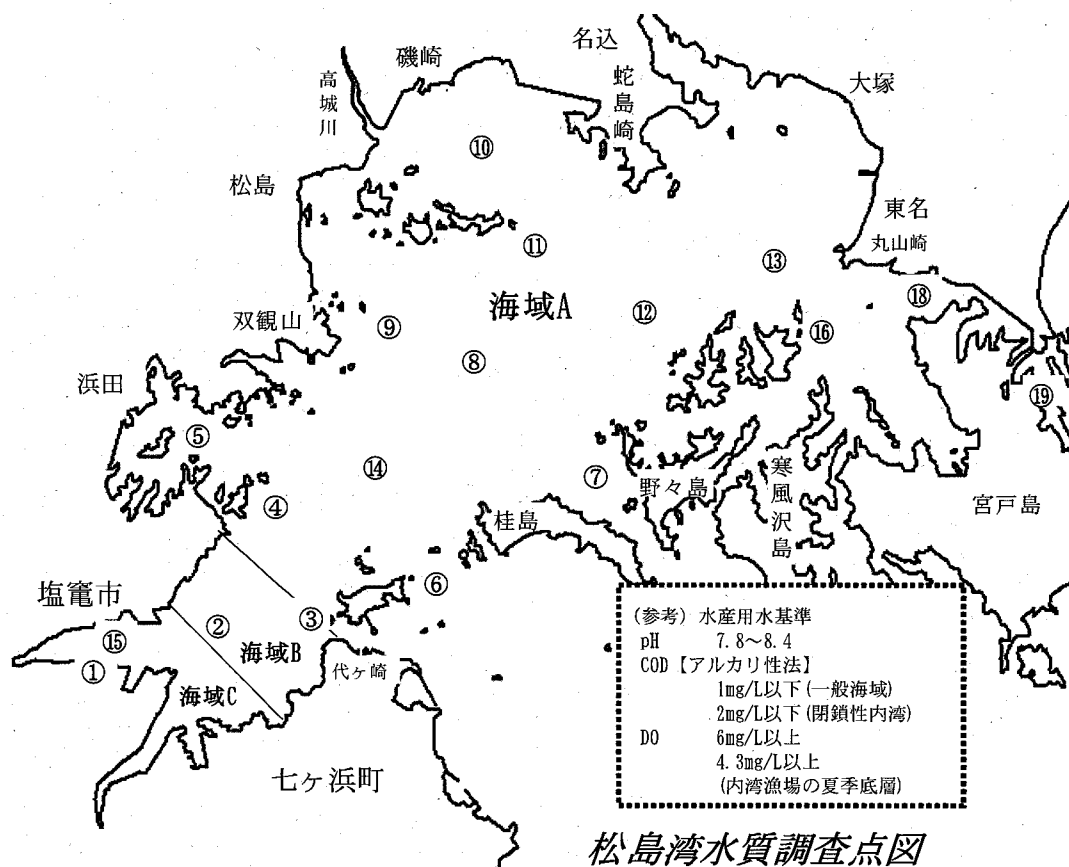 名込
磯崎
高城川
蛇島崎
大塚
⑩
松島
東名
丸山崎
⑪
⑬
⑱
海域A
⑫
双観山
⑨
⑯
⑧
浜田
⑲
⑤
⑭
⑦
野々島
寒風沢島
宮戸島
④
桂島
⑥
塩竈市
②
③
⑮
海域B
①
代ヶ崎
海域C
七ヶ浜町
(参考) 水産用水基準
pH 7.8～8.4
COD【アルカリ性法】
1mg/L以下(一般海域)
2mg/L以下(閉鎖性内湾)
DO 6mg/L以上
4.3mg/L以上
(内湾漁場の夏季底層)
松島湾水質調査点図